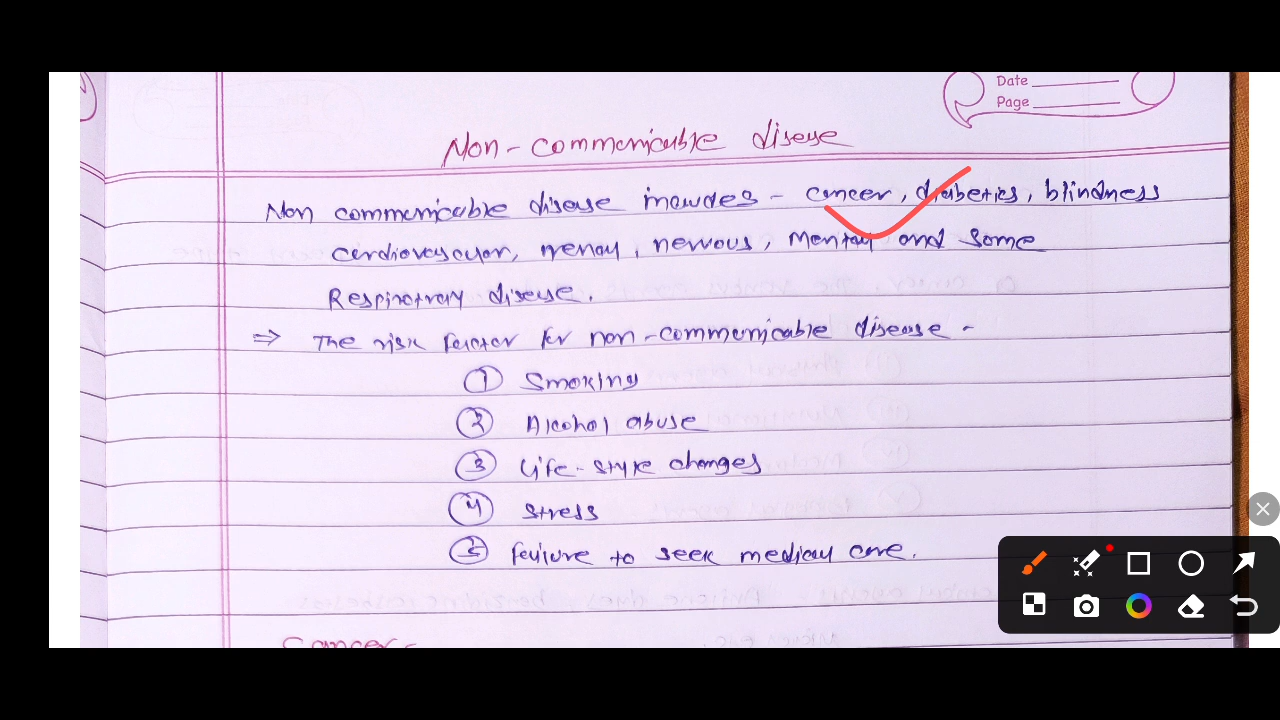 Date
Page
Non-communicable disease
Non communicable disease includes - cancer, diabetics, blindness
cardiovascular, renal, nervous, mental and some
Respiratory disease.
⇒ The risk factor for non-communicable disease -
① Smoking
② Alcohol abuse
③ Life-style changes
④ Stress
⑤ Failure to seek medical care.
Cancer -